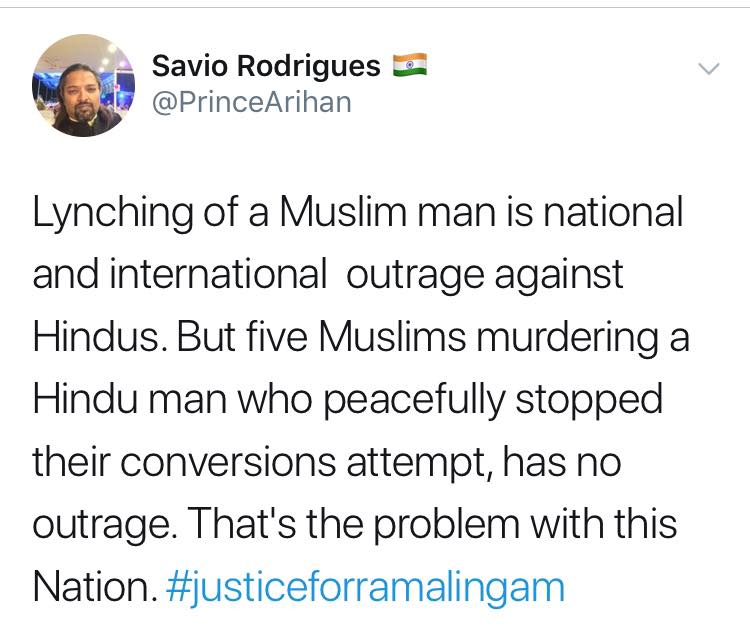 Savio Rodrigues 🇮🇳
@PrinceArihan
Lynching of a Muslim man is national
and international  outrage against
Hindus. But five Muslims murdering a
Hindu man who peacefully stopped
their conversions attempt, has no
outrage. That's the problem with this
Nation. #justiceforramalingam